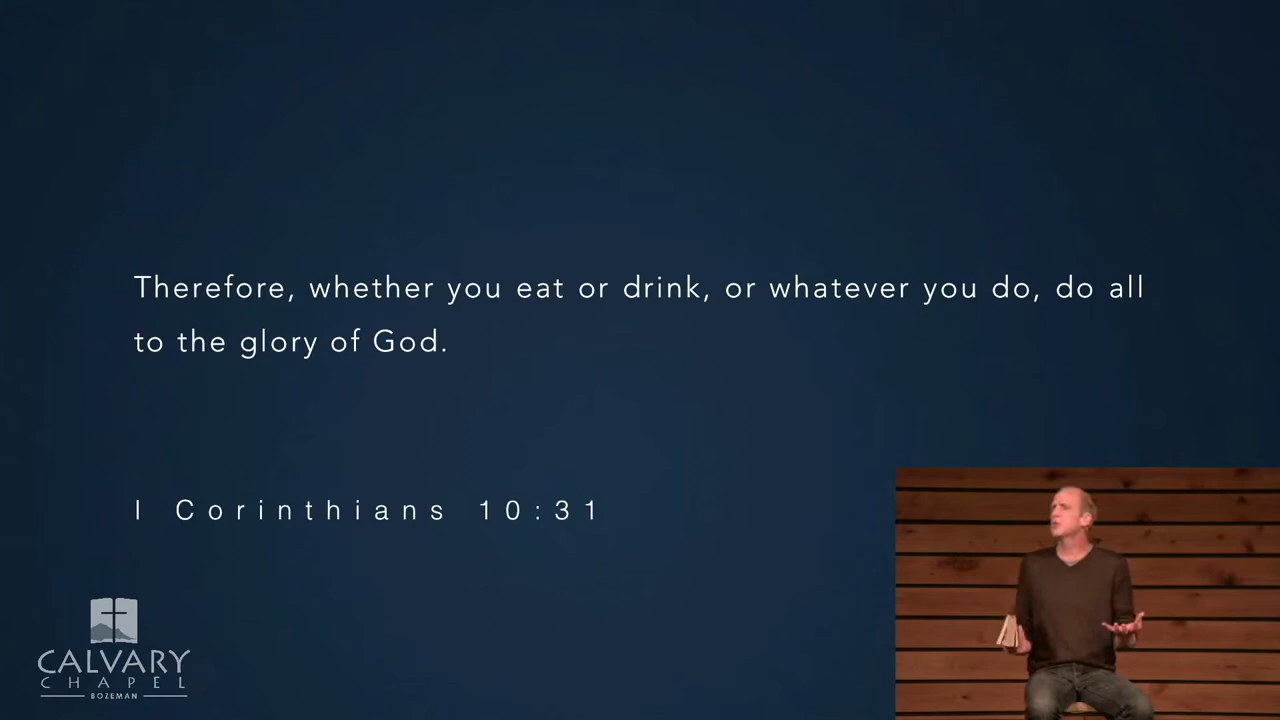 Therefore, whether you eat or drink, or whatever you do, do all
to the glory of God.
I Corinthians 10:31
CALVARY
CHAPEL
BOZEMAN